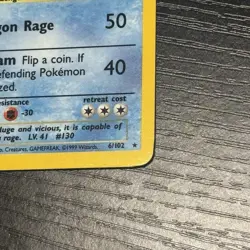 gon Rage 50
am Flip a coin. If
efending Pokémon 40
zed.
esistance retreat cost
-30
huge and vicious, it is capable of
rage. LV. 41 #130
Creatures, GAMEFREAK. ©1999 Wizards. 6/102 ★